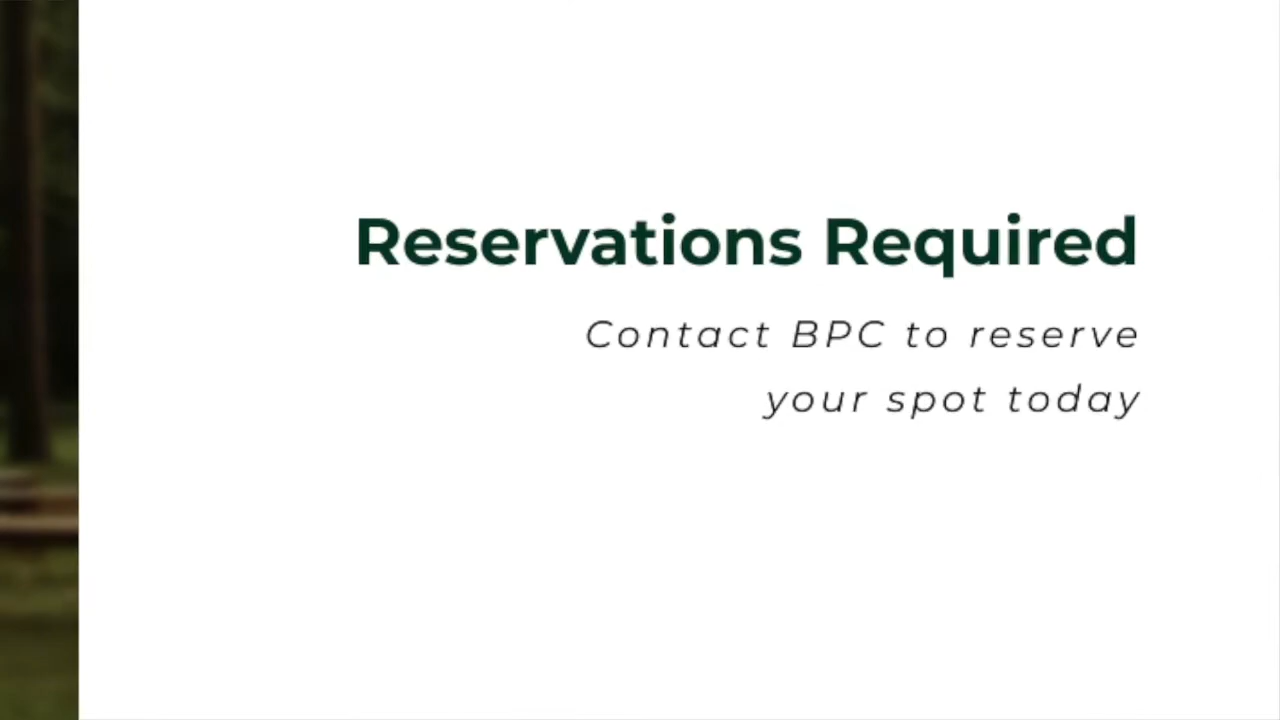 Reservations Required
Contact BPC to reserve
your spot today